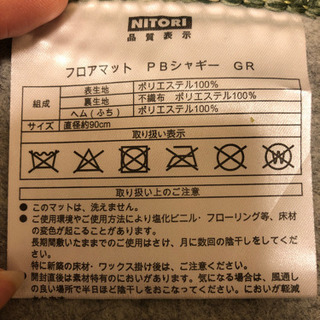 NITORI
品質表示
フロアマット PBシャギー GR
組成 表生地 ポリエステル100%
裏生地 不織布 ポリエステル100%
ヘム(ふち) ポリエステル100%
サイズ 直径約90cm
取り扱い表示
取り扱い上のご注意
●このマットは、洗えません。
●ご使用環境やご使用方法により塩化ビニル・フローリング等、床材
の変色が起こることがあります。
長期間敷いたままでのご使用はさけ、月に数回の陰干しをしてくだ
さい。
特に新築の床材・ワックス掛け後は、ご注意ください。
●開封直後は素材特有のにおいがあります。気になる場合は、風通し
の良い場所で半日ほど陰干しをしてください。においが軽減